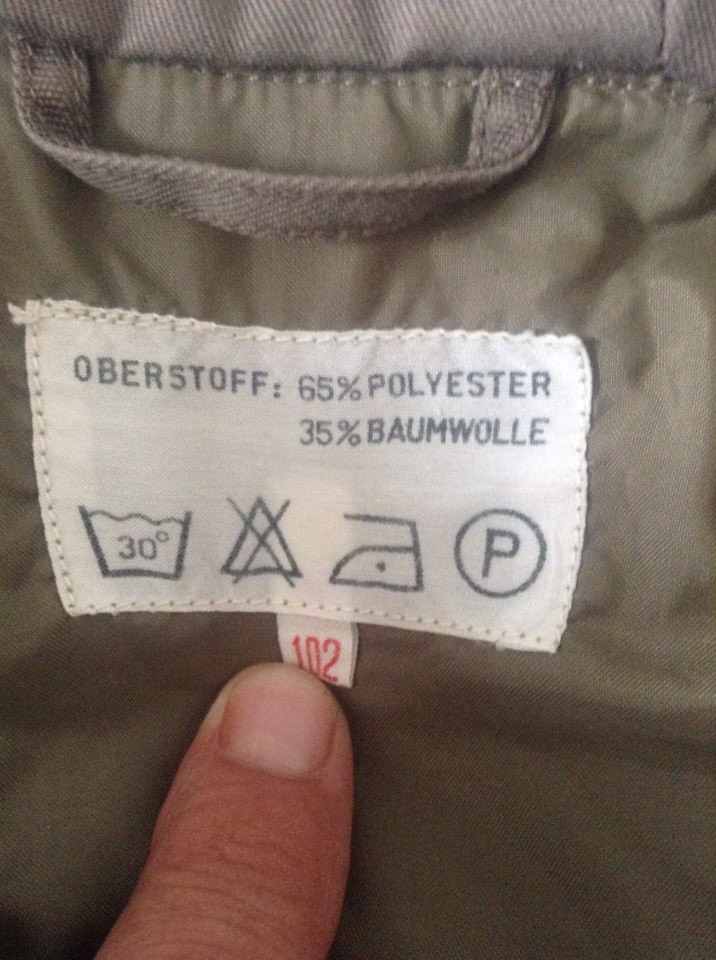 OBERSTOFF: 65% POLYESTER
35% BAUMWOLLE
30°
P
102